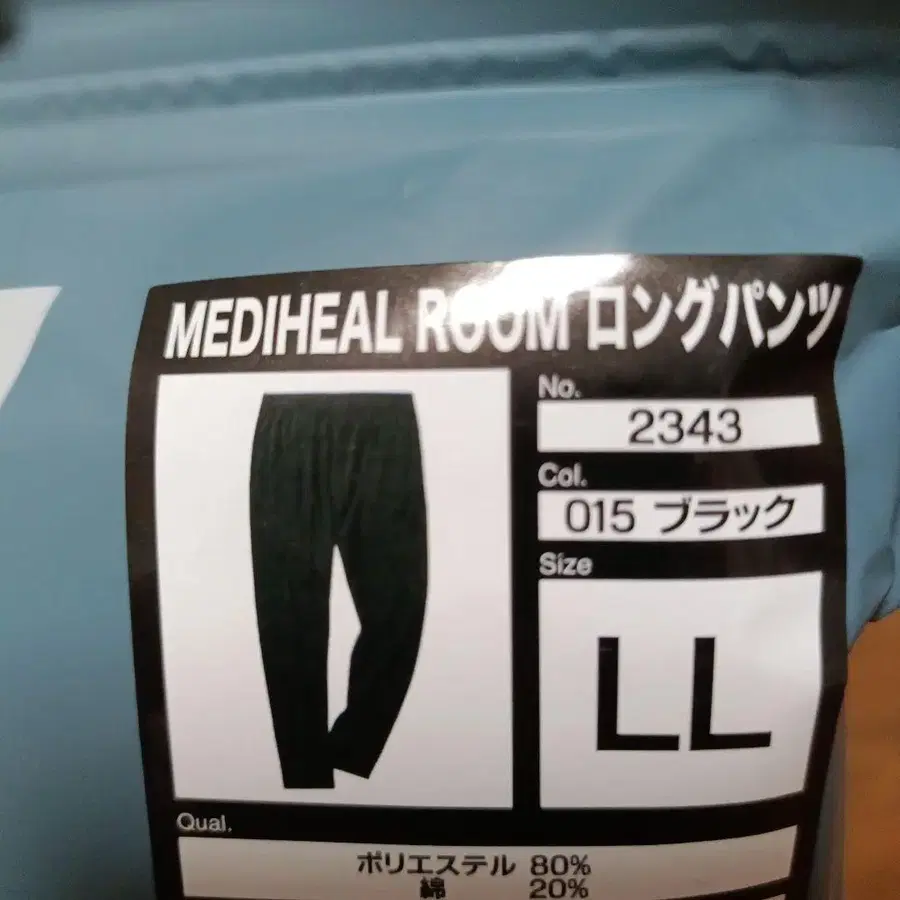 MEDIHEAL ROOM ロングパンツ
No.
2343
Col.
015 ブラック
Size
LL
Qual.
ポリエステル 80%
綿 20%